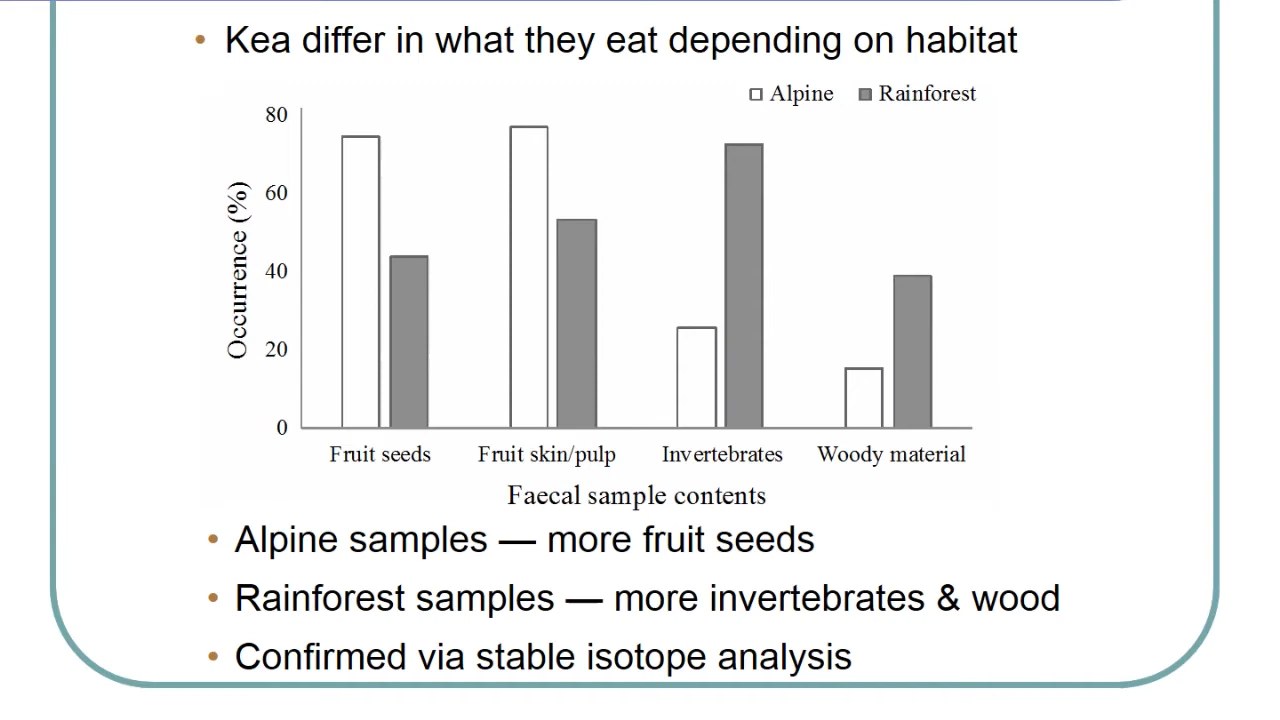 • Kea differ in what they eat depending on habitat
Alpine Rainforest
80
60
40
20
0
Occurrence (%)
Fruit seeds Fruit skin/pulp Invertebrates Woody material
Faecal sample contents
• Alpine samples — more fruit seeds
• Rainforest samples — more invertebrates & wood
• Confirmed via stable isotope analysis